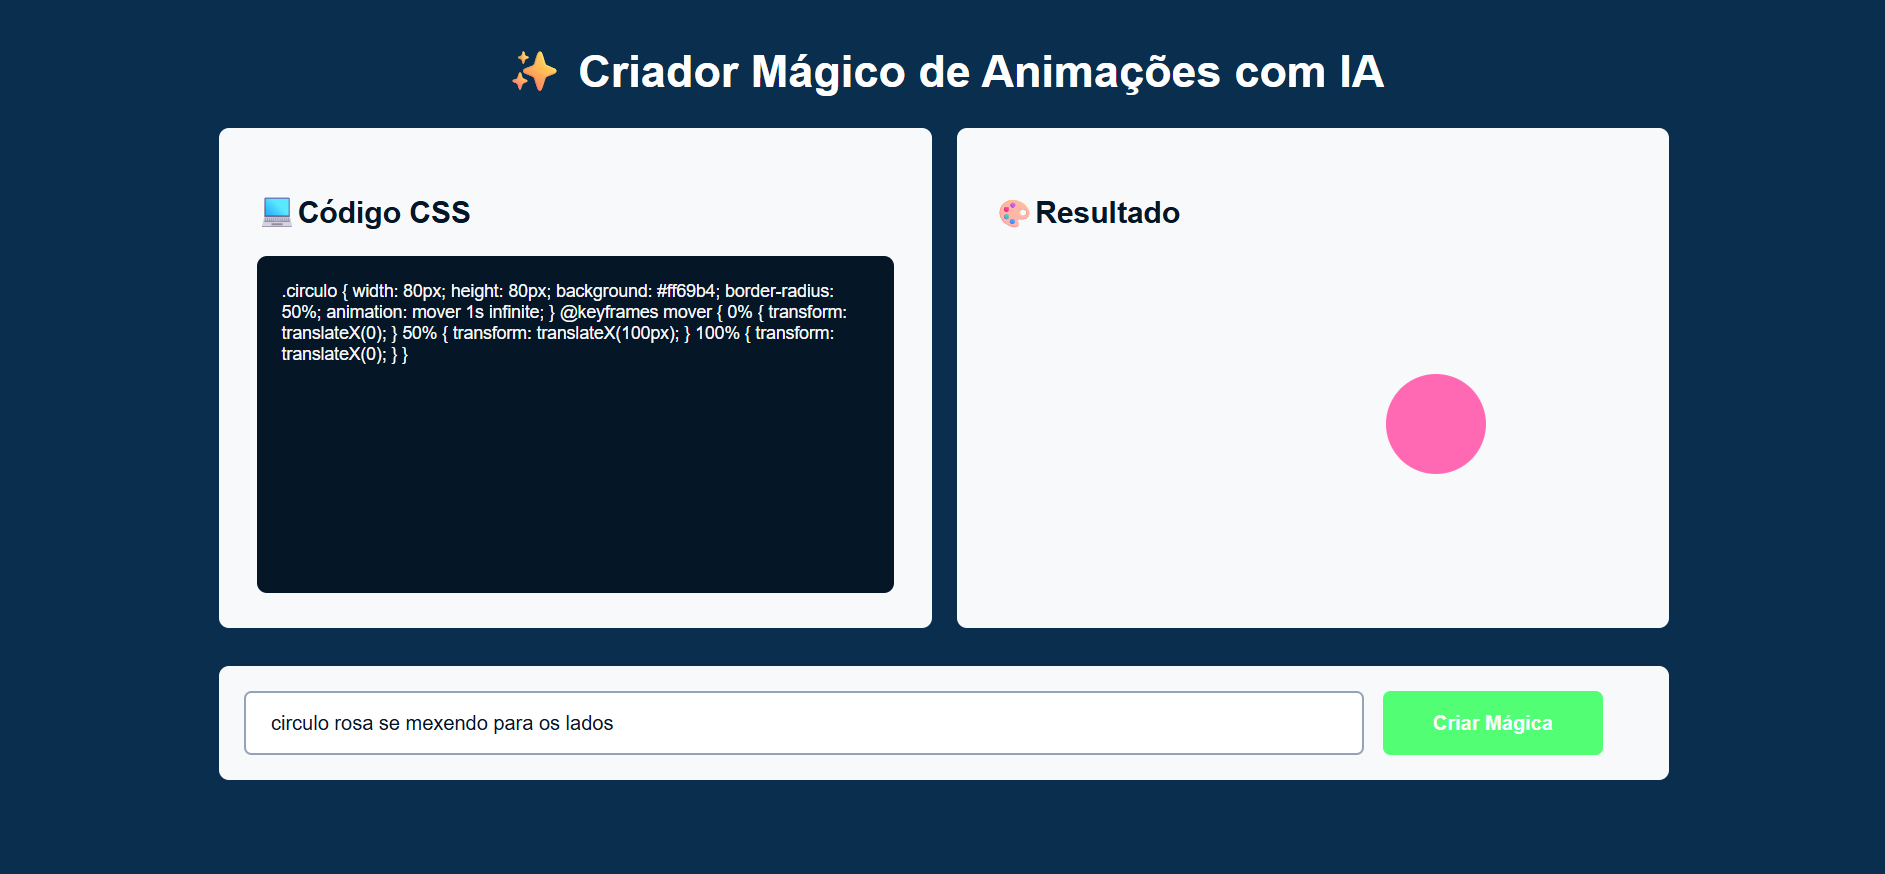 ✨ Criador Mágico de Animações com IA
💻 Código CSS
.circulo { width: 80px; height: 80px; background: #ff69b4; border-radius:
50%; animation: mover 1s infinite; } @keyframes mover { 0% { transform:
translateX(0); } 50% { transform: translateX(100px); } 100% { transform:
translateX(0); } }
🎨 Resultado
circulo rosa se mexendo para os lados
Criar Mágica